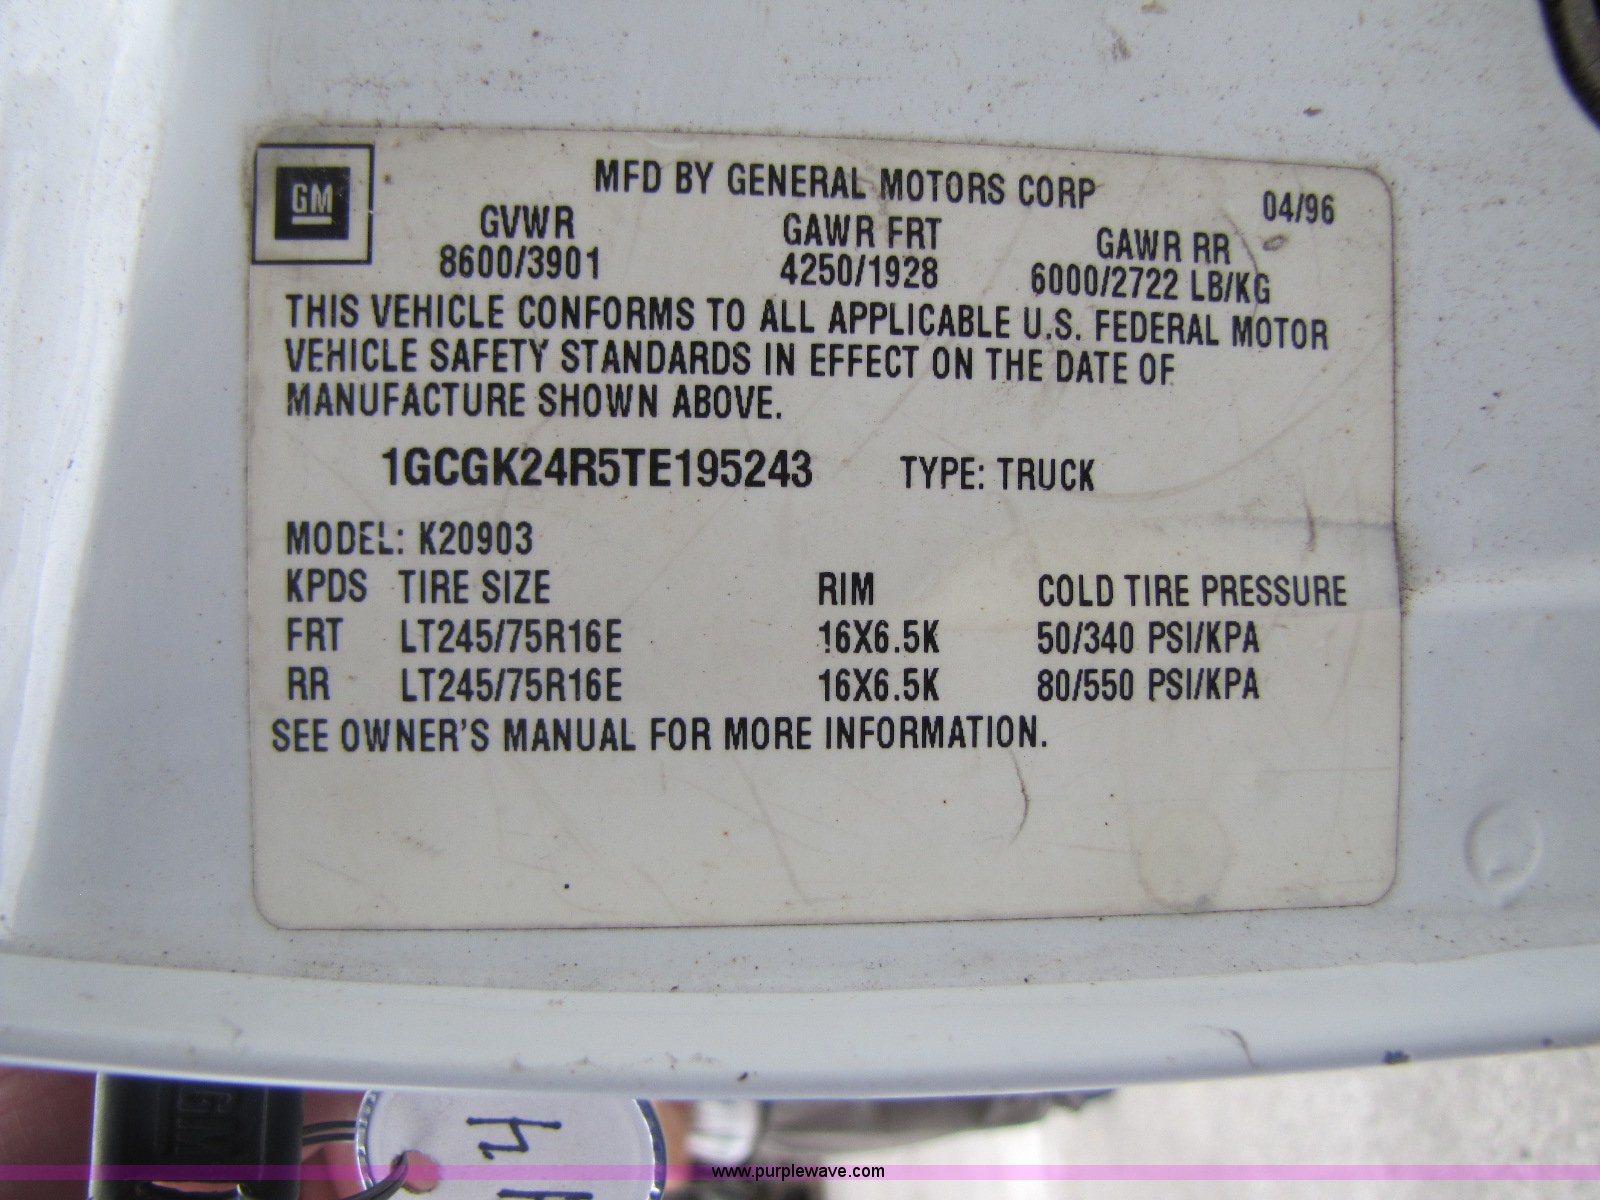 GM
MFD BY GENERAL MOTORS CORP 04/96
GVWR GAWR FRT GAWR RR
8600/3901 4250/1928 6000/2722 LB/KG
THIS VEHICLE CONFORMS TO ALL APPLICABLE U.S. FEDERAL MOTOR
VEHICLE SAFETY STANDARDS IN EFFECT ON THE DATE OF
MANUFACTURE SHOWN ABOVE.
1GCGK24R5TE195243 TYPE: TRUCK
MODEL: K20903
KPDS TIRE SIZE RIM COLD TIRE PRESSURE
FRT LT245/75R16E 16X6.5K 50/340 PSI/KPA
RR LT245/75R16E 16X6.5K 80/550 PSI/KPA
SEE OWNER'S MANUAL FOR MORE INFORMATION.
GM
www.purplewave.com